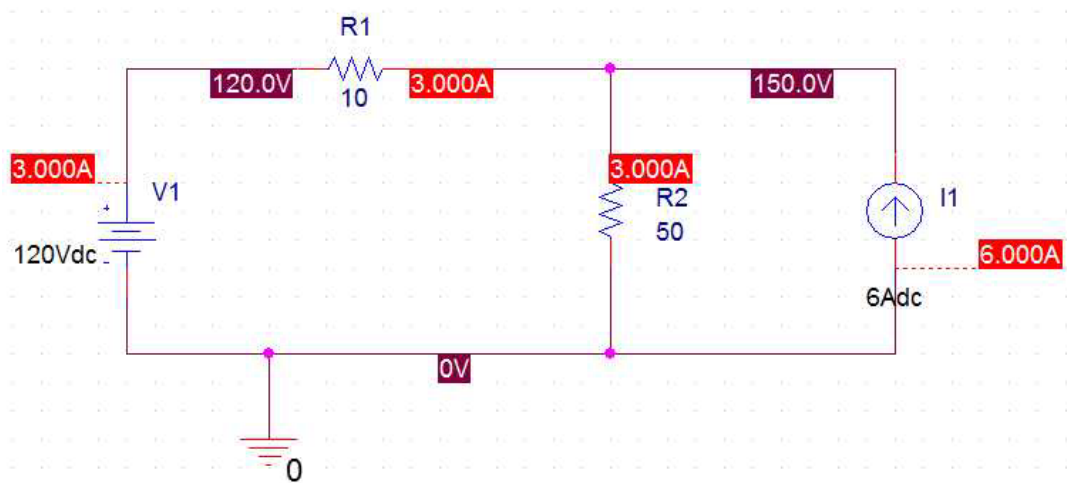 R1
120.0V
10
3.000A
150.0V
3.000A
V1
3.000A
R2
50
I1
+
120Vdc
-
6.000A
6Adc
0V
0